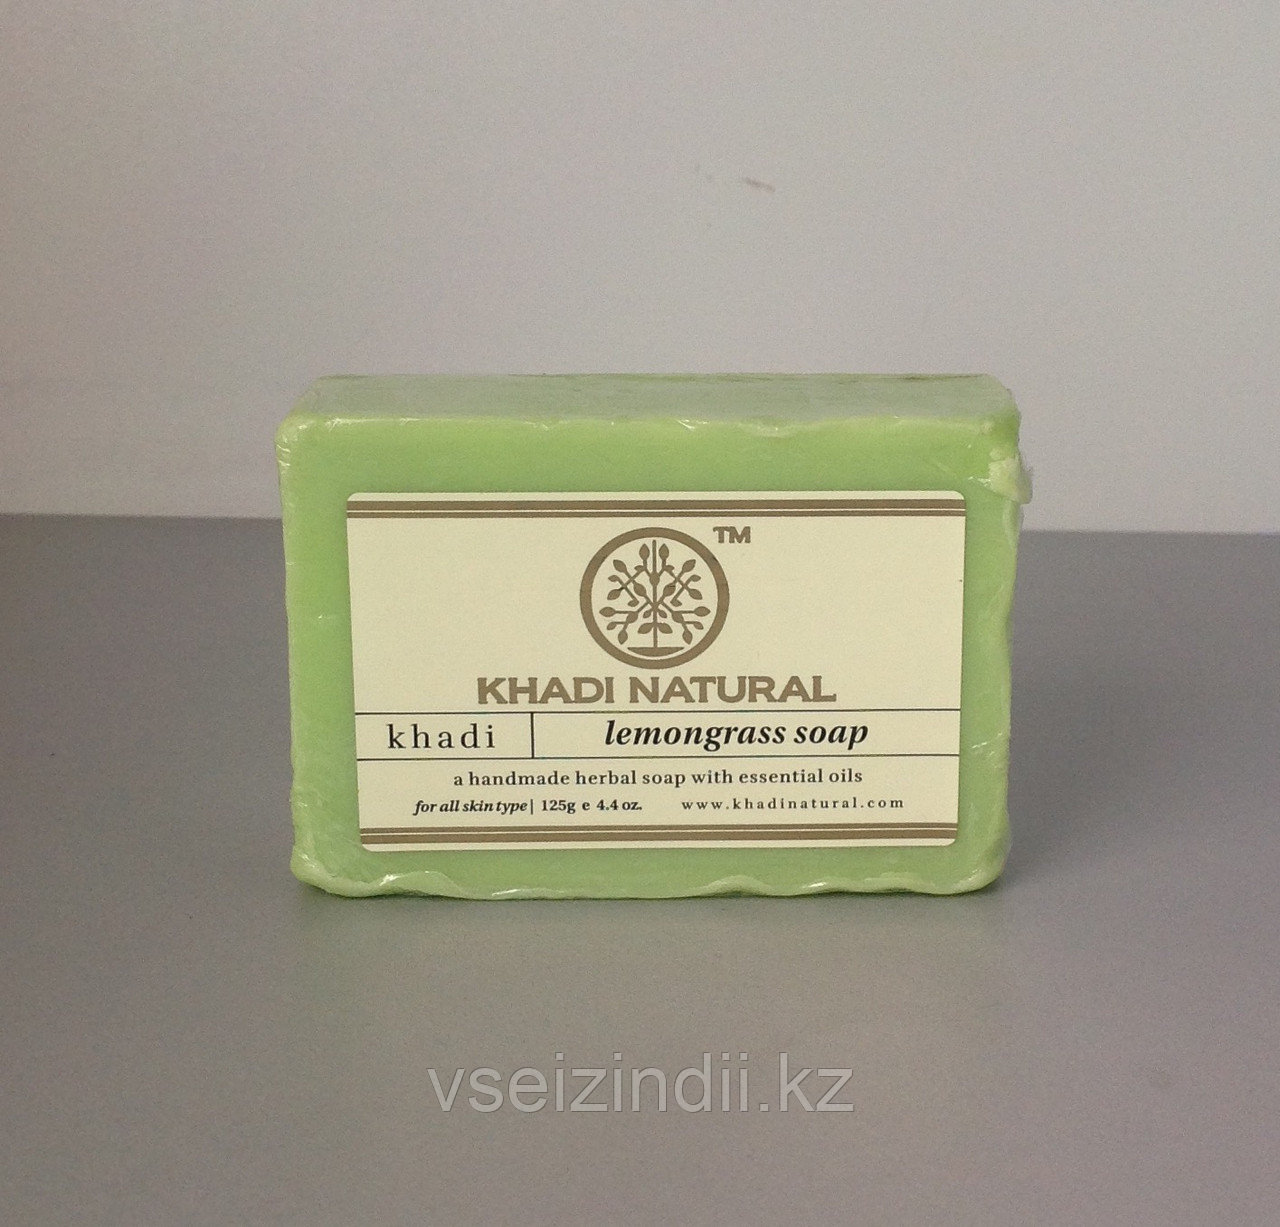 TM
KHADI NATURAL
khadi lemongrass soap
a handmade herbal soap with essential oils
for all skin type | 125g e 4.4 oz. www.khadinatural.com
vseizindii.kz